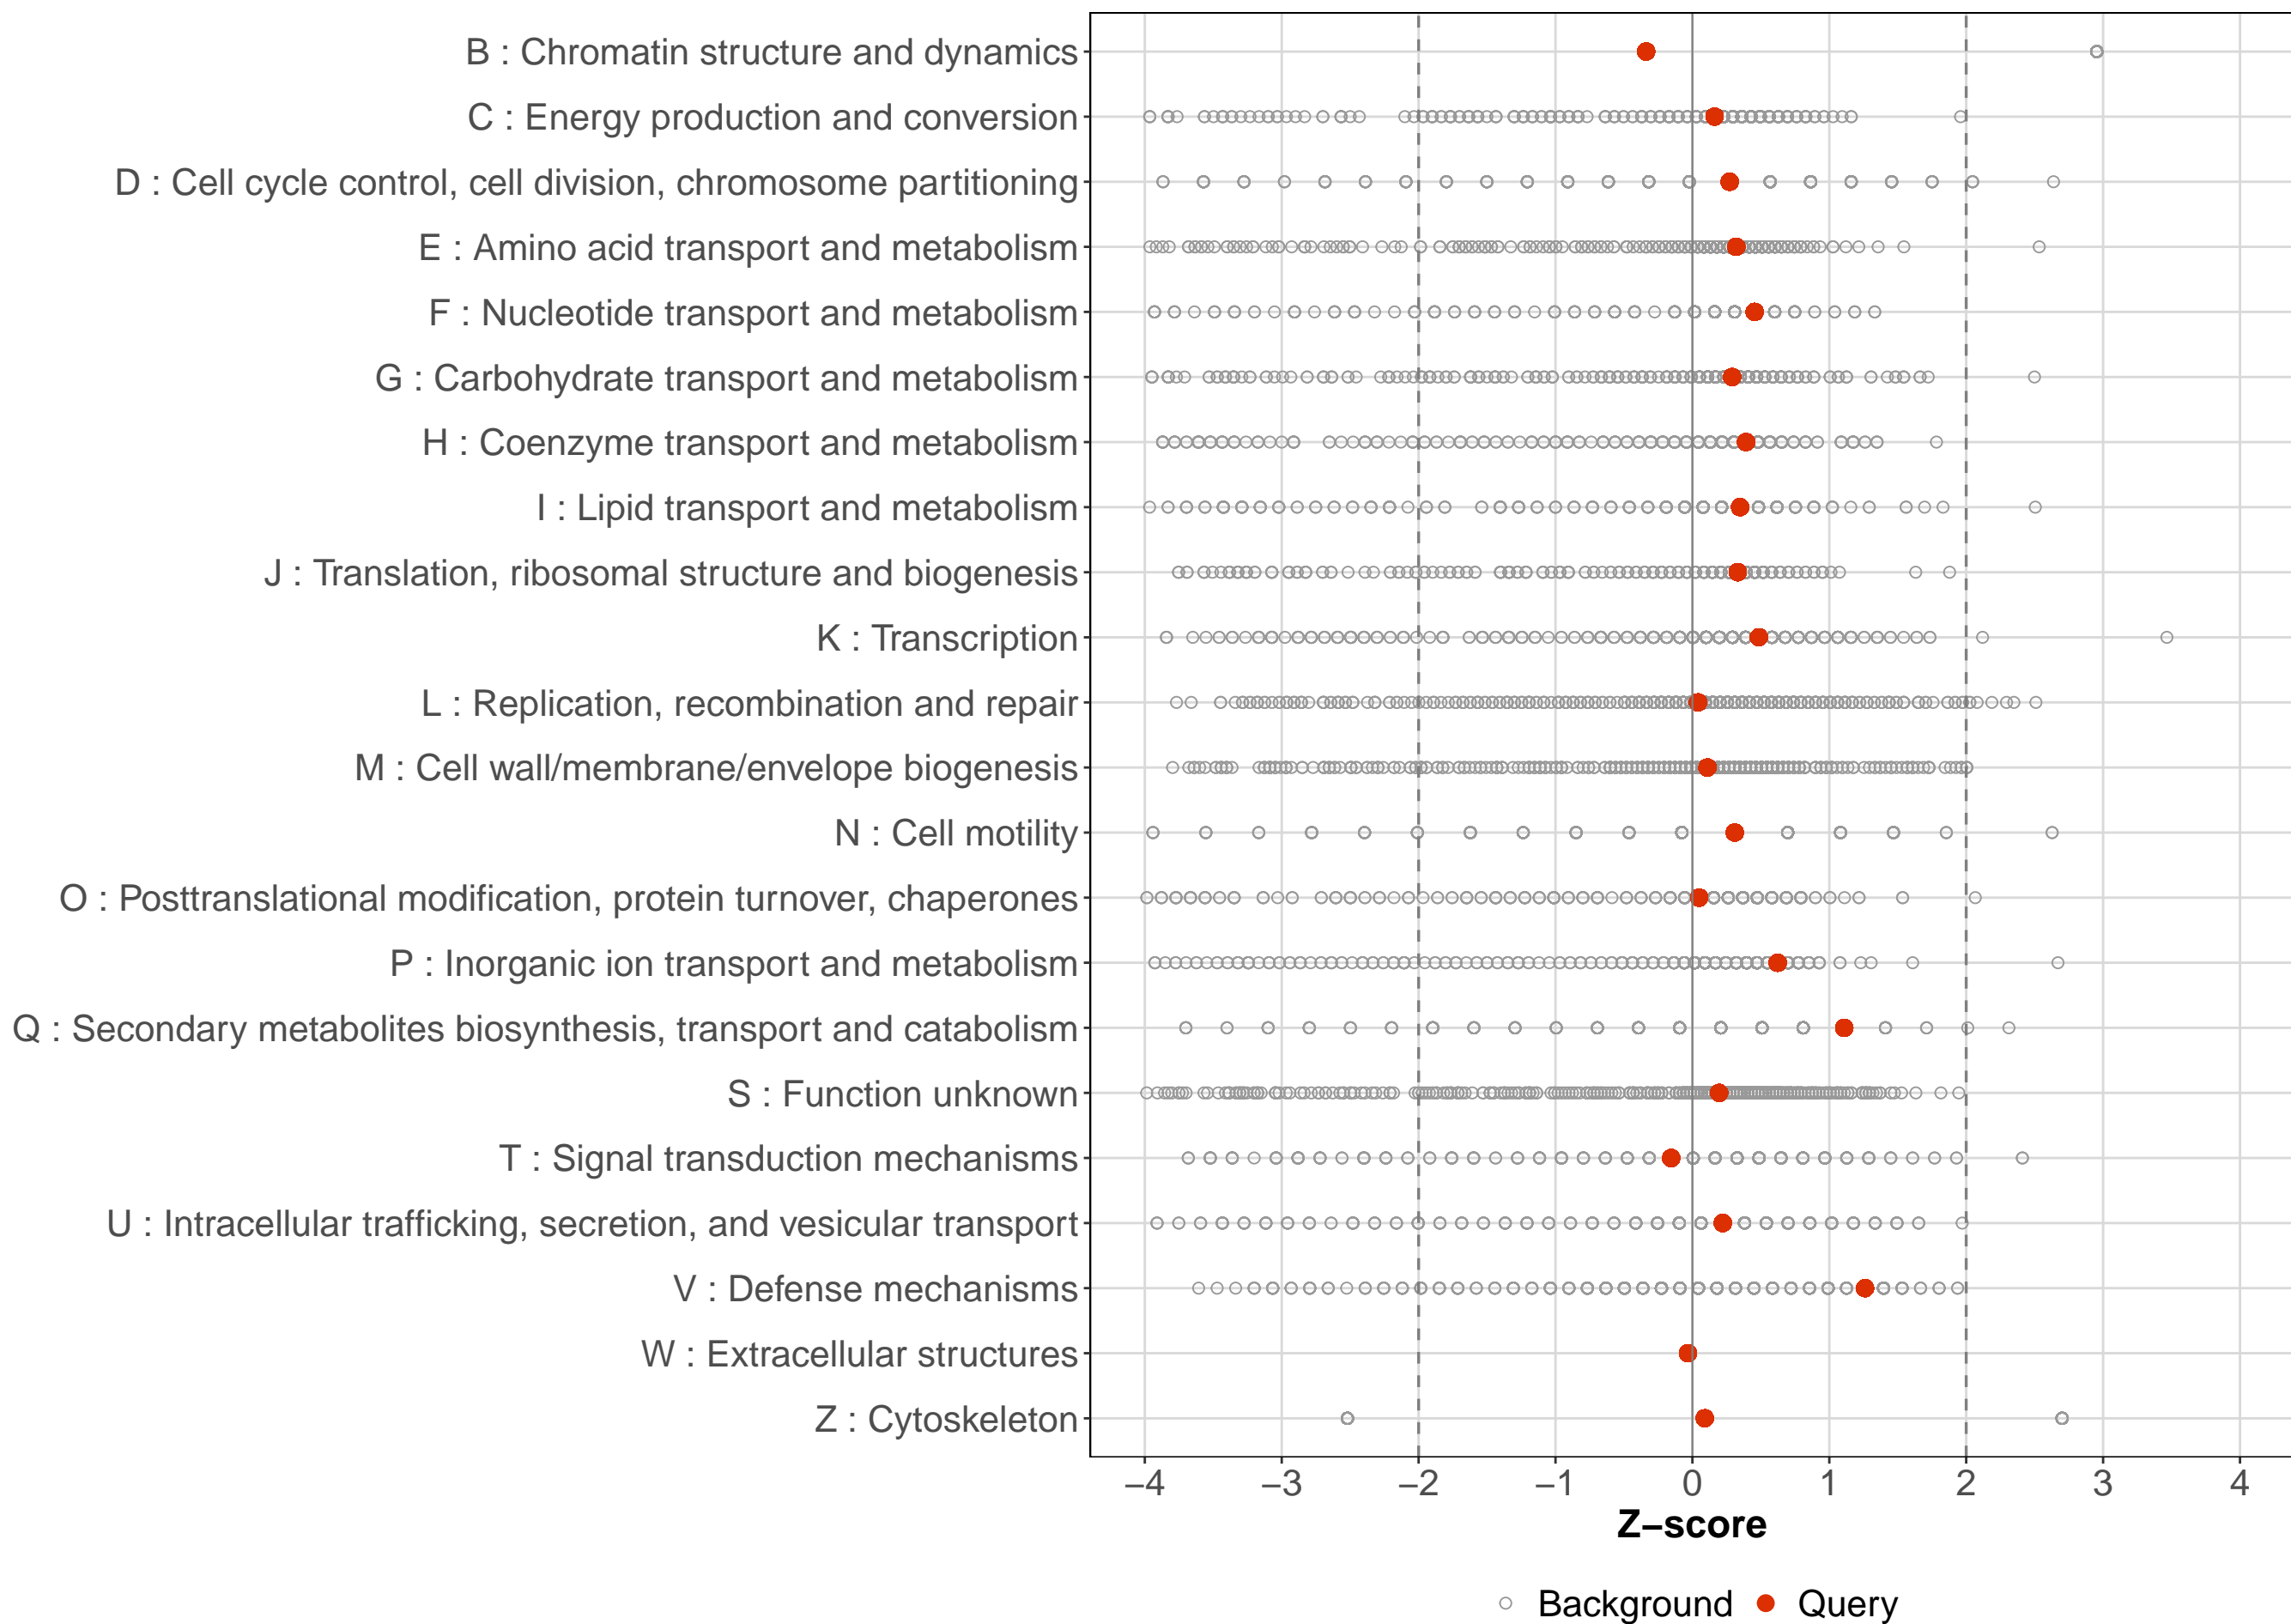 B : Chromatin structure and dynamics
C : Energy production and conversion
D : Cell cycle control, cell division, chromosome partitioning
E : Amino acid transport and metabolism
F : Nucleotide transport and metabolism
G : Carbohydrate transport and metabolism
H : Coenzyme transport and metabolism
I : Lipid transport and metabolism
J : Translation, ribosomal structure and biogenesis
K : Transcription
L : Replication, recombination and repair
M : Cell wall/membrane/envelope biogenesis
N : Cell motility
O : Posttranslational modification, protein turnover, chaperones
P : Inorganic ion transport and metabolism
Q : Secondary metabolites biosynthesis, transport and catabolism
S : Function unknown
T : Signal transduction mechanisms
U : Intracellular trafficking, secretion, and vesicular transport
V : Defense mechanisms
W : Extracellular structures
Z : Cytoskeleton
−4 −3 −2 −1 0 1 2 3 4
Z−score
Background Query